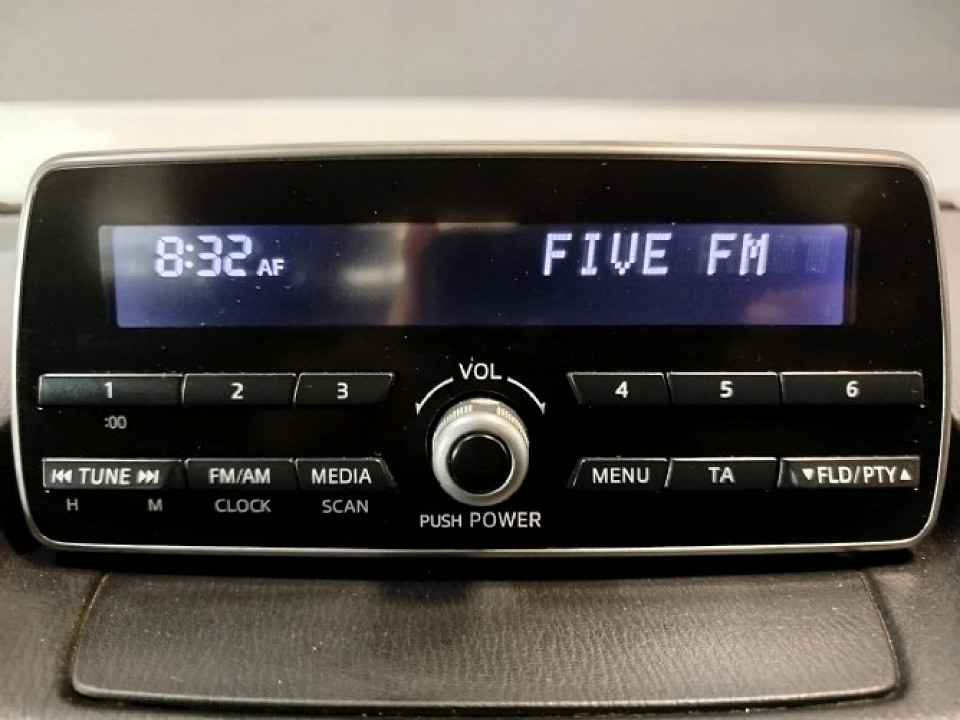 8:32 AF FIVE FM
VOL
1 2 3 4 5 6
:00
TUNE FM/AM MEDIA MENU TA FLD/PTY
H M CLOCK SCAN
PUSH POWER